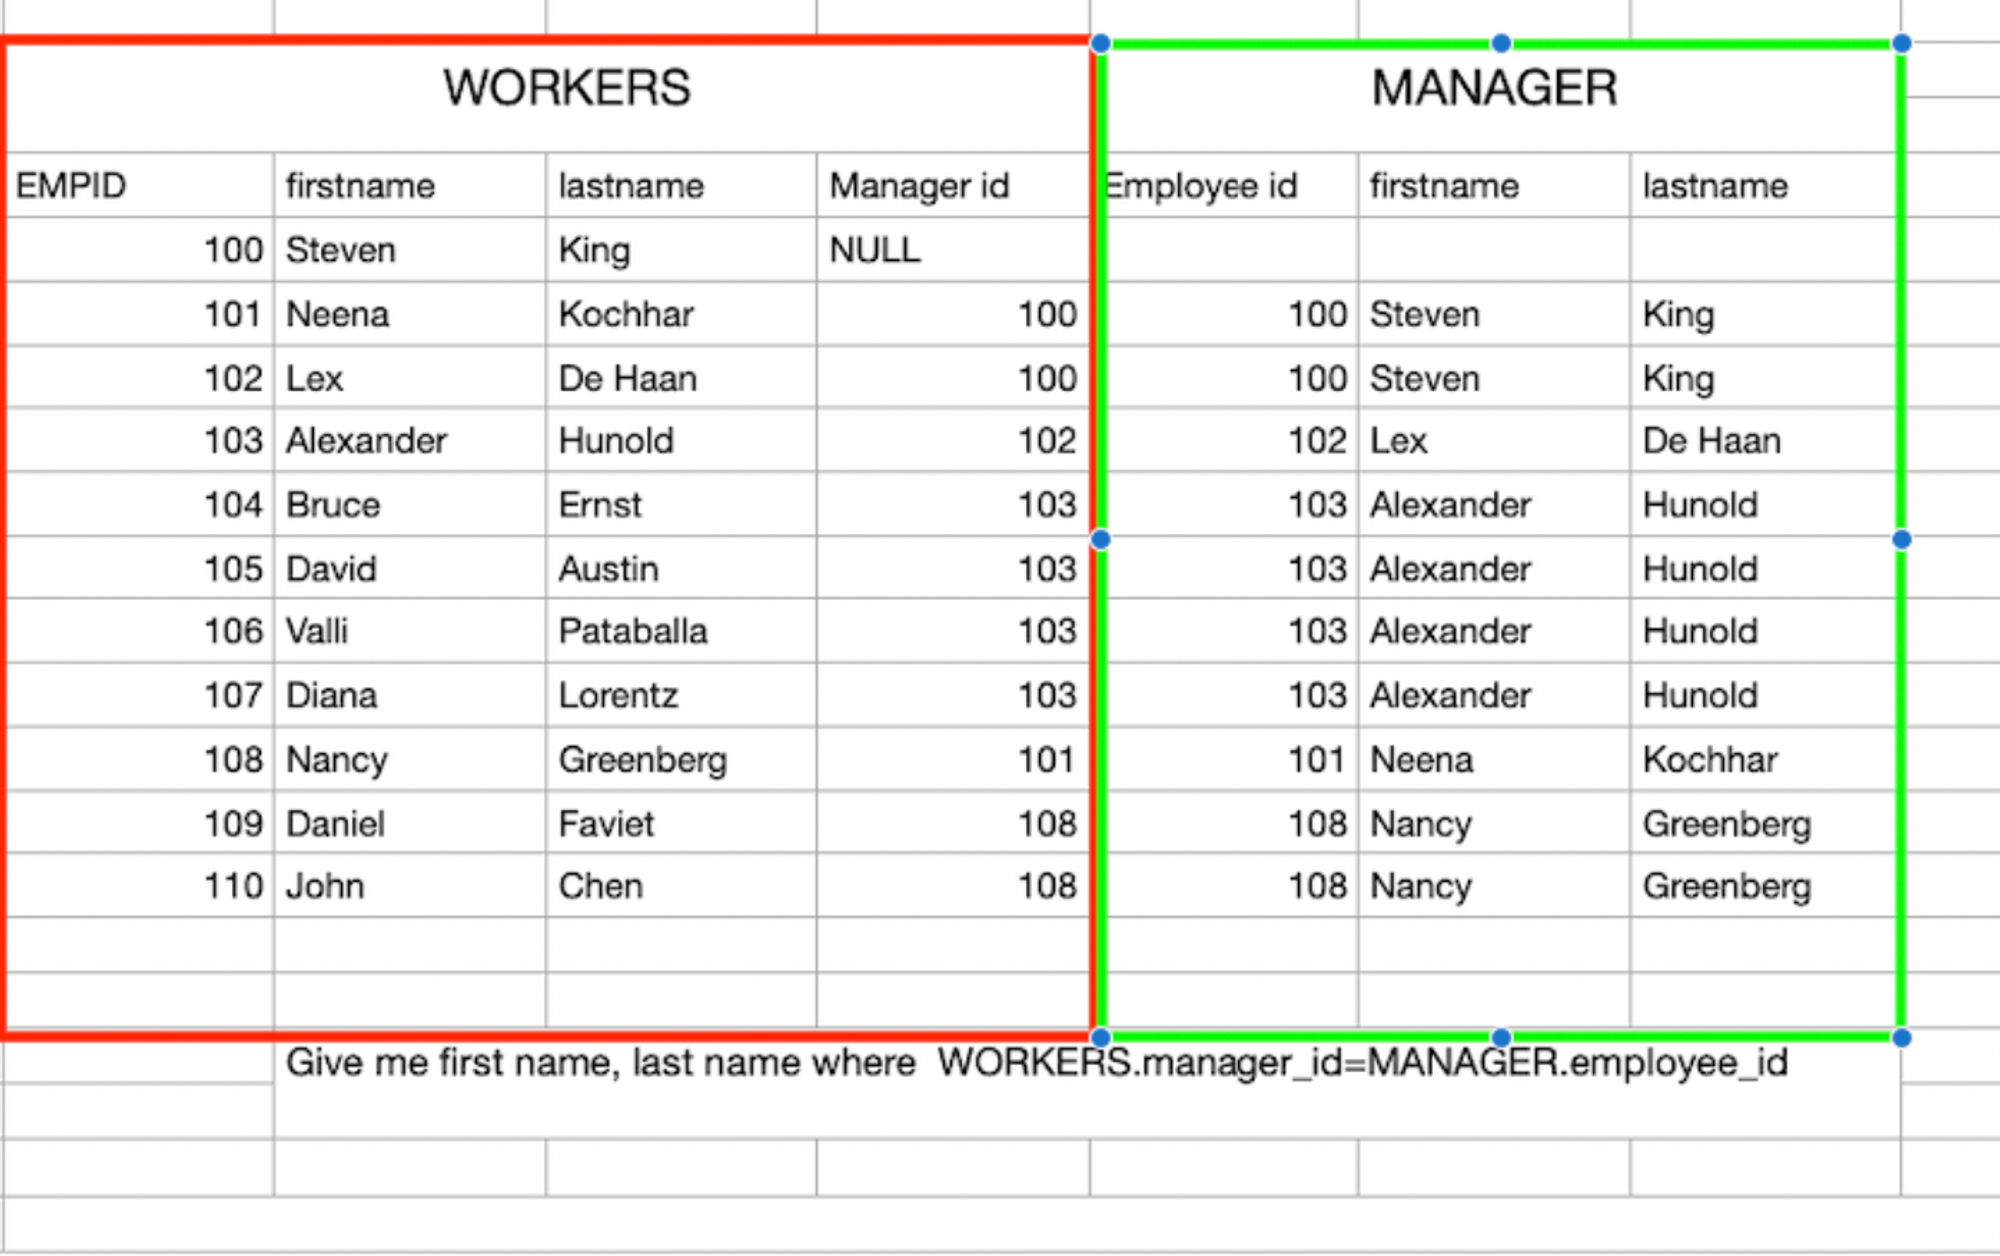 WORKERS MANAGER
EMPID firstname lastname Manager id Employee id firstname lastname
100 Steven King NULL
101 Neena Kochhar 100 100 Steven King
102 Lex De Haan 100 100 Steven King
103 Alexander Hunold 102 102 Lex De Haan
104 Bruce Ernst 103 103 Alexander Hunold
105 David Austin 103 103 Alexander Hunold
106 Valli Pataballa 103 103 Alexander Hunold
107 Diana Lorentz 103 103 Alexander Hunold
108 Nancy Greenberg 101 101 Neena Kochhar
109 Daniel Faviet 108 108 Nancy Greenberg
110 John Chen 108 108 Nancy Greenberg
Give me first name, last name where WORKERS.manager_id=MANAGER.employee_id